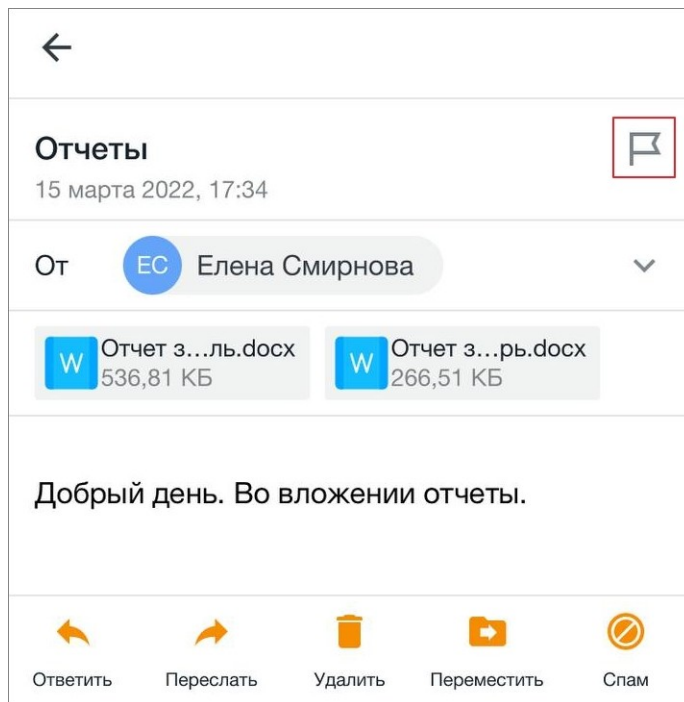 Отчеты
15 марта 2022, 17:34
От ЕС Елена Смирнова
W Отчет з...ль.docx W Отчет з...рь.docx
536,81 КБ 266,51 КБ
Добрый день. Во вложении отчеты.
Ответить Переслать Удалить Переместить Спам